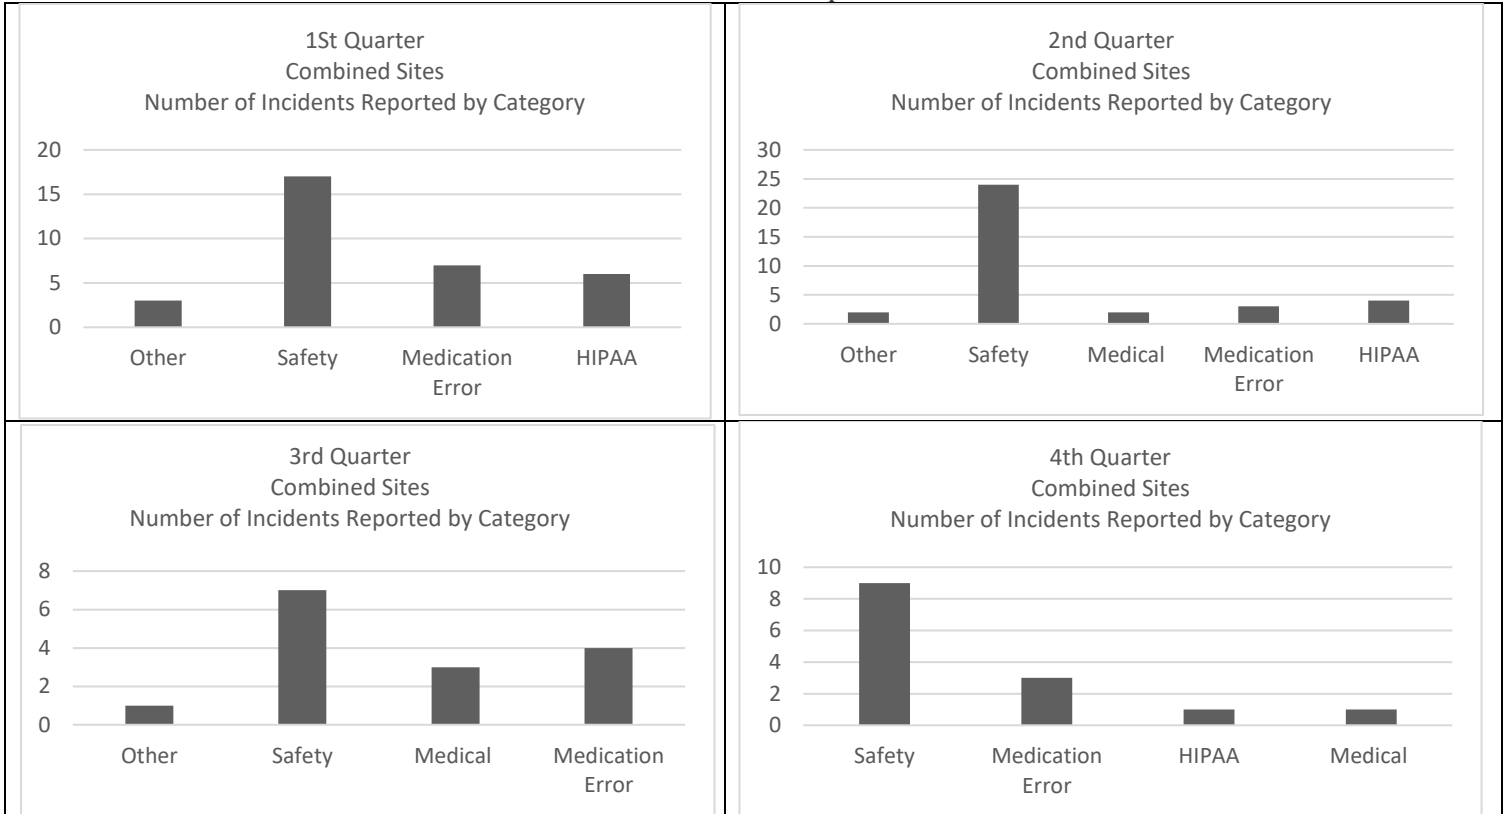 1St Quarter
Combined Sites
Number of Incidents Reported by Category
20
15
10
5
0
Other Safety Medication HIPAA
Error
2nd Quarter
Combined Sites
Number of Incidents Reported by Category
30
25
20
15
10
5
0
Other Safety Medical Medication HIPAA
Error
3rd Quarter
Combined Sites
Number of Incidents Reported by Category
8
6
4
2
0
Other Safety Medical Medication
Error
4th Quarter
Combined Sites
Number of Incidents Reported by Category
10
8
6
4
2
0
Safety Medication HIPAA Medical
Error